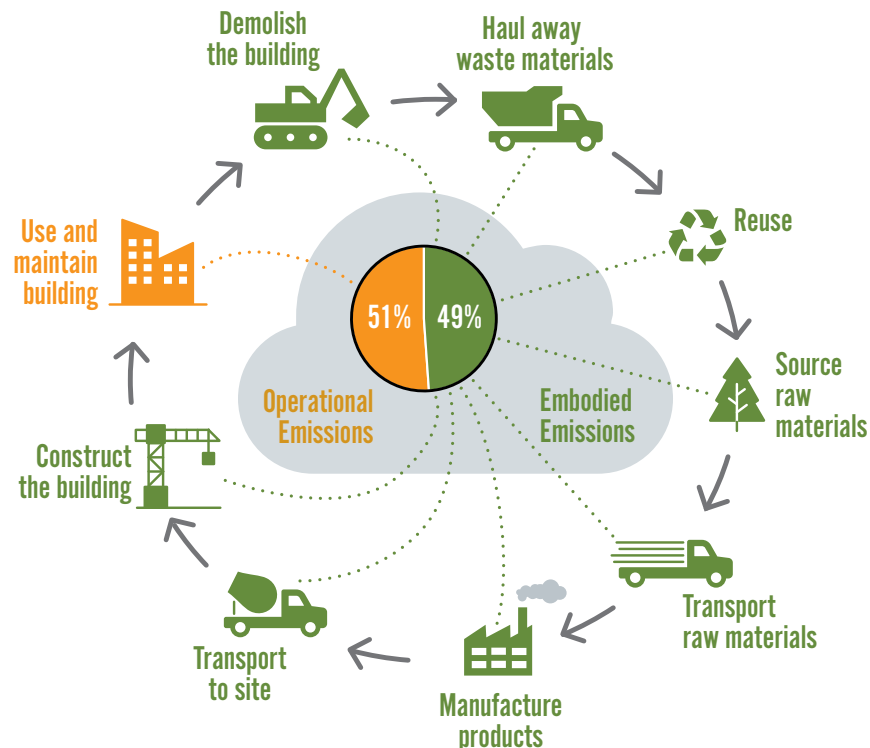 Demolish
the building
Haul away
waste materials
Reuse
Source
raw
materials
Transport
raw materials
Manufacture
products
Transport
to site
Construct
the building
Use and
maintain
building
51%
49%
Operational
Emissions
Embodied
Emissions